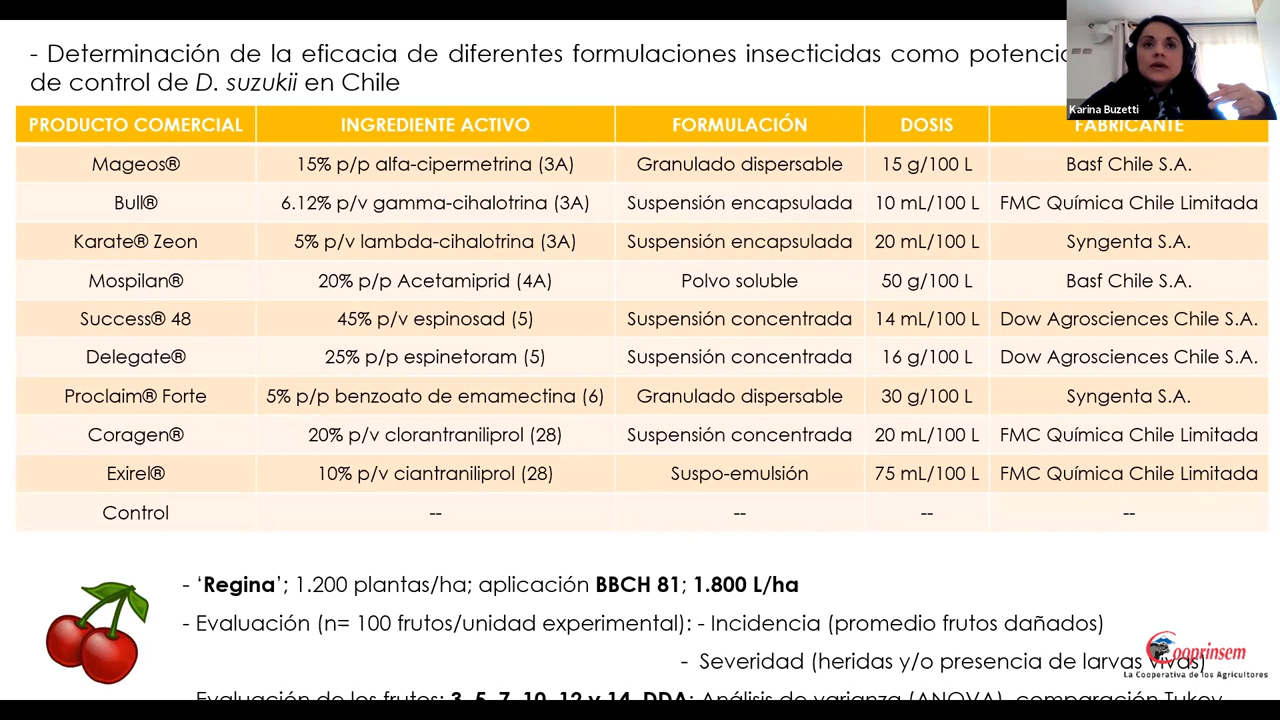 - Determinación de la eficacia de diferentes formulaciones insecticidas como
de control de D. suzukii en Chile
Karina Buzetti
PRODUCTO COMERCIAL INGREDIENTE ACTIVO FORMULACIÓN DOSIS FABRICANTE
Mageos® 15% p/p alfa-cipermetrina (3A) Granulado dispersable 15 g/100 L Basf Chile S.A.
Bull® 6.12% p/v gamma-cihalotrina (3A) Suspensión encapsulada 10 mL/100 L FMC Química Chile Limitada
Karate® Zeon 5% p/v lambda-cihalotrina (3A) Suspensión encapsulada 20 mL/100 L Syngenta S.A.
Mospilan® 20% p/p Acetamiprid (4A) Polvo soluble 50 g/100 L Basf Chile S.A.
Success® 48 45% p/v espinosad (5) Suspensión concentrada 14 mL/100 L Dow Agrosciences Chile S.A.
Delegate® 25% p/p espinetoram (5) Suspensión concentrada 16 g/100 L Dow Agrosciences Chile S.A.
Proclaim® Forte 5% p/p benzoato de emamectina (6) Granulado dispersable 30 g/100 L Syngenta S.A.
Coragen® 20% p/v clorantraniliprol (28) Suspensión concentrada 20 mL/100 L FMC Química Chile Limitada
Exirel® 10% p/v ciantraniliprol (28) Suspo-emulsión 75 mL/100 L FMC Química Chile Limitada
Control -- -- -- --
- ‘Regina’; 1.200 plantas/ha; aplicación BBCH 81; 1.800 L/ha
- Evaluación (n= 100 frutos/unidad experimental): - Incidencia (promedio frutos dañados)
- Severidad (heridas y/o presencia de larvas vivas)
Cooprinsem
La Cooperativa de los Agricultores
Evaluación de los frutos: 3, 5, 7, 10, 12 y 14 DDA; Análisis de varianza (ANOVA), comparación Tukey